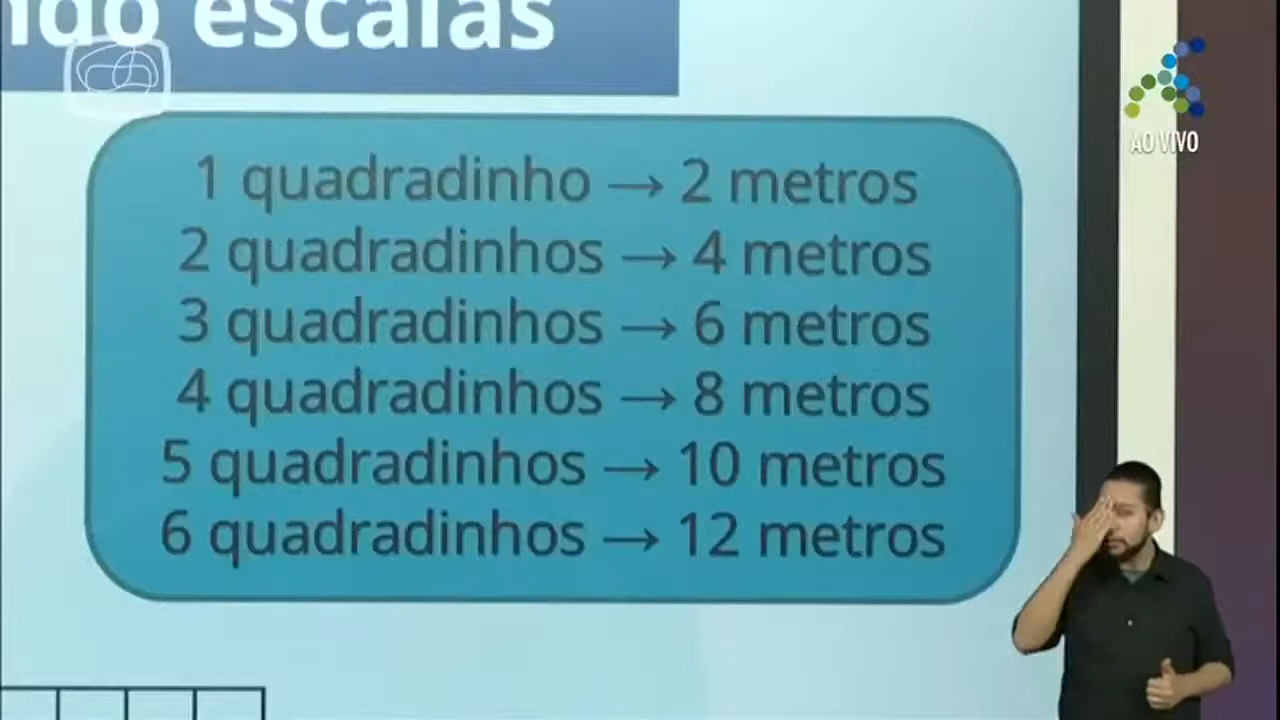 ndo escalas
AO VIVO
1 quadradinho → 2 metros
2 quadradinhos → 4 metros
3 quadradinhos → 6 metros
4 quadradinhos → 8 metros
5 quadradinhos → 10 metros
6 quadradinhos → 12 metros